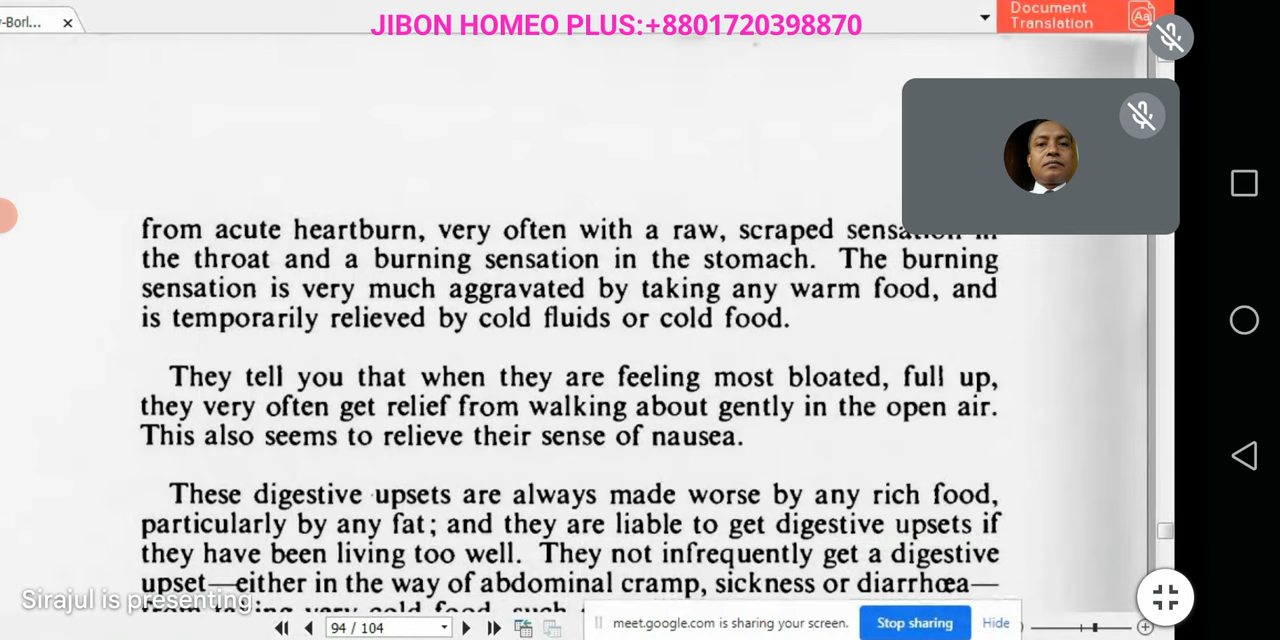 -Borl...
JIBON HOMEO PLUS:+8801720398870
Document
Translation
from acute heartburn, very often with a raw, scraped sensation in
the throat and a burning sensation in the stomach. The burning
sensation is very much aggravated by taking any warm food, and
is temporarily relieved by cold fluids or cold food.
They tell you that when they are feeling most bloated, full up,
they very often get relief from walking about gently in the open air.
This also seems to relieve their sense of nausea.
These digestive upsets are always made worse by any rich food,
particularly by any fat; and they are liable to get digestive upsets if
they have been living too well. They not infrequently get a digestive
upset—either in the way of abdominal cramp, sickness or diarrhœa—
very cold food, such
Sirajul is presenting
94 / 104
meet.google.com is sharing your screen.
Stop sharing
Hide